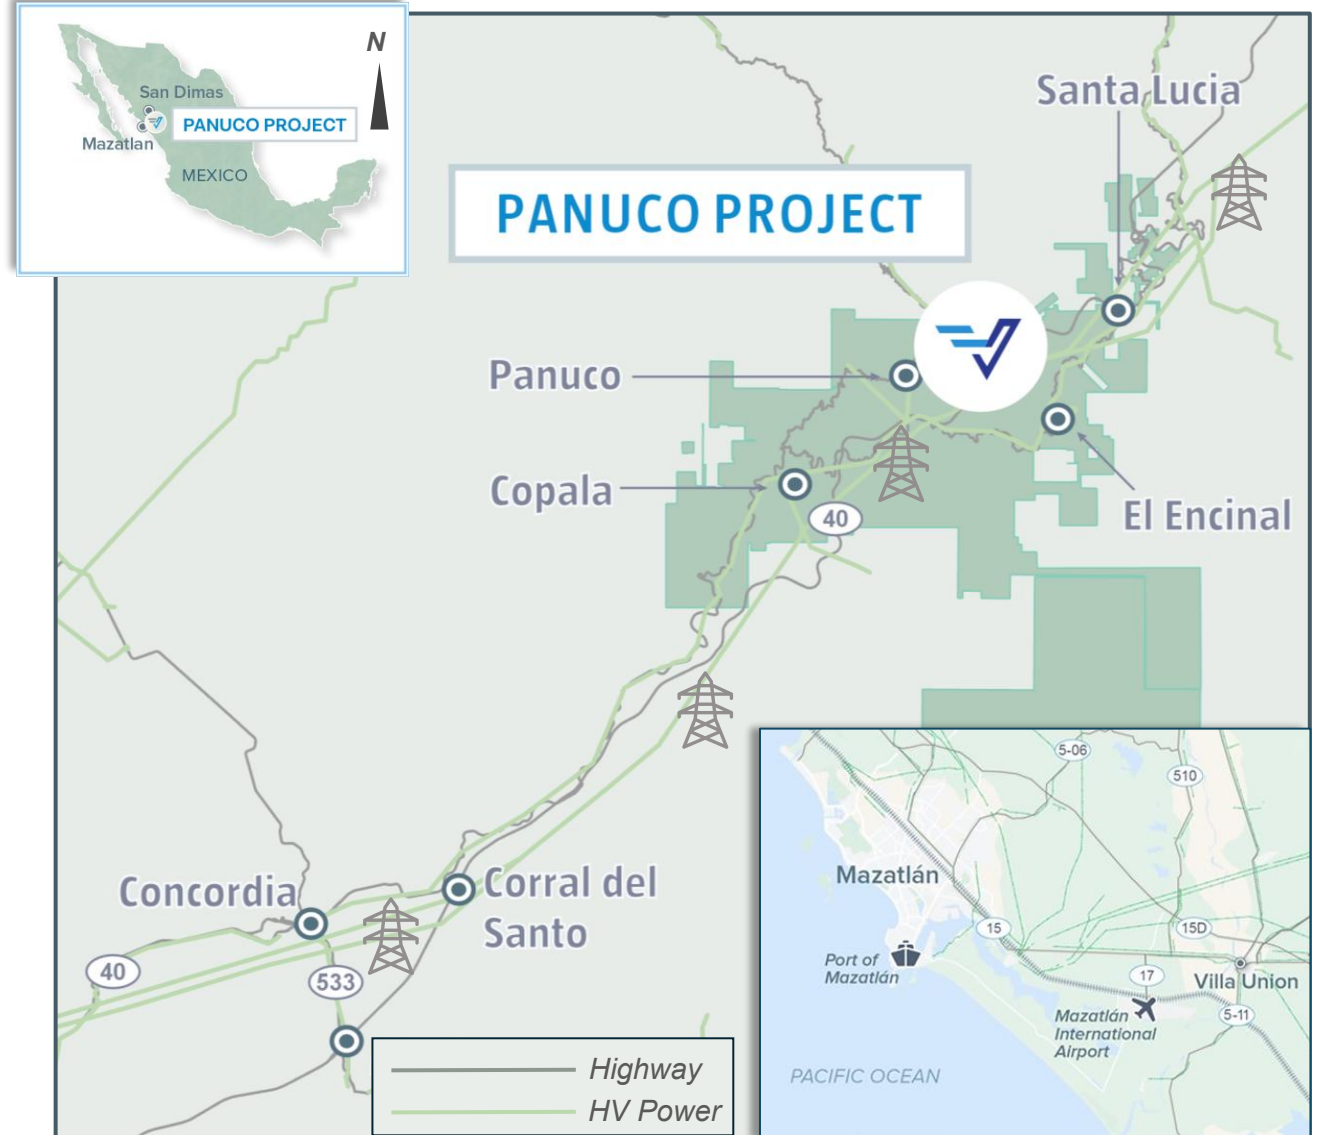 N
San Dimas
PANUCO PROJECT
Mazatlan
MEXICO
Santa Lucia
PANUCO PROJECT
Panuco
Copala
40
El Encinal
Concordia
Corral del
Santo
40
533
Highway
HV Power
5-06
510
Mazatlán
15
15D
Port of
Mazatlán
17
Villa Union
Mazatlán
International
Airport
5-11
PACIFIC OCEAN